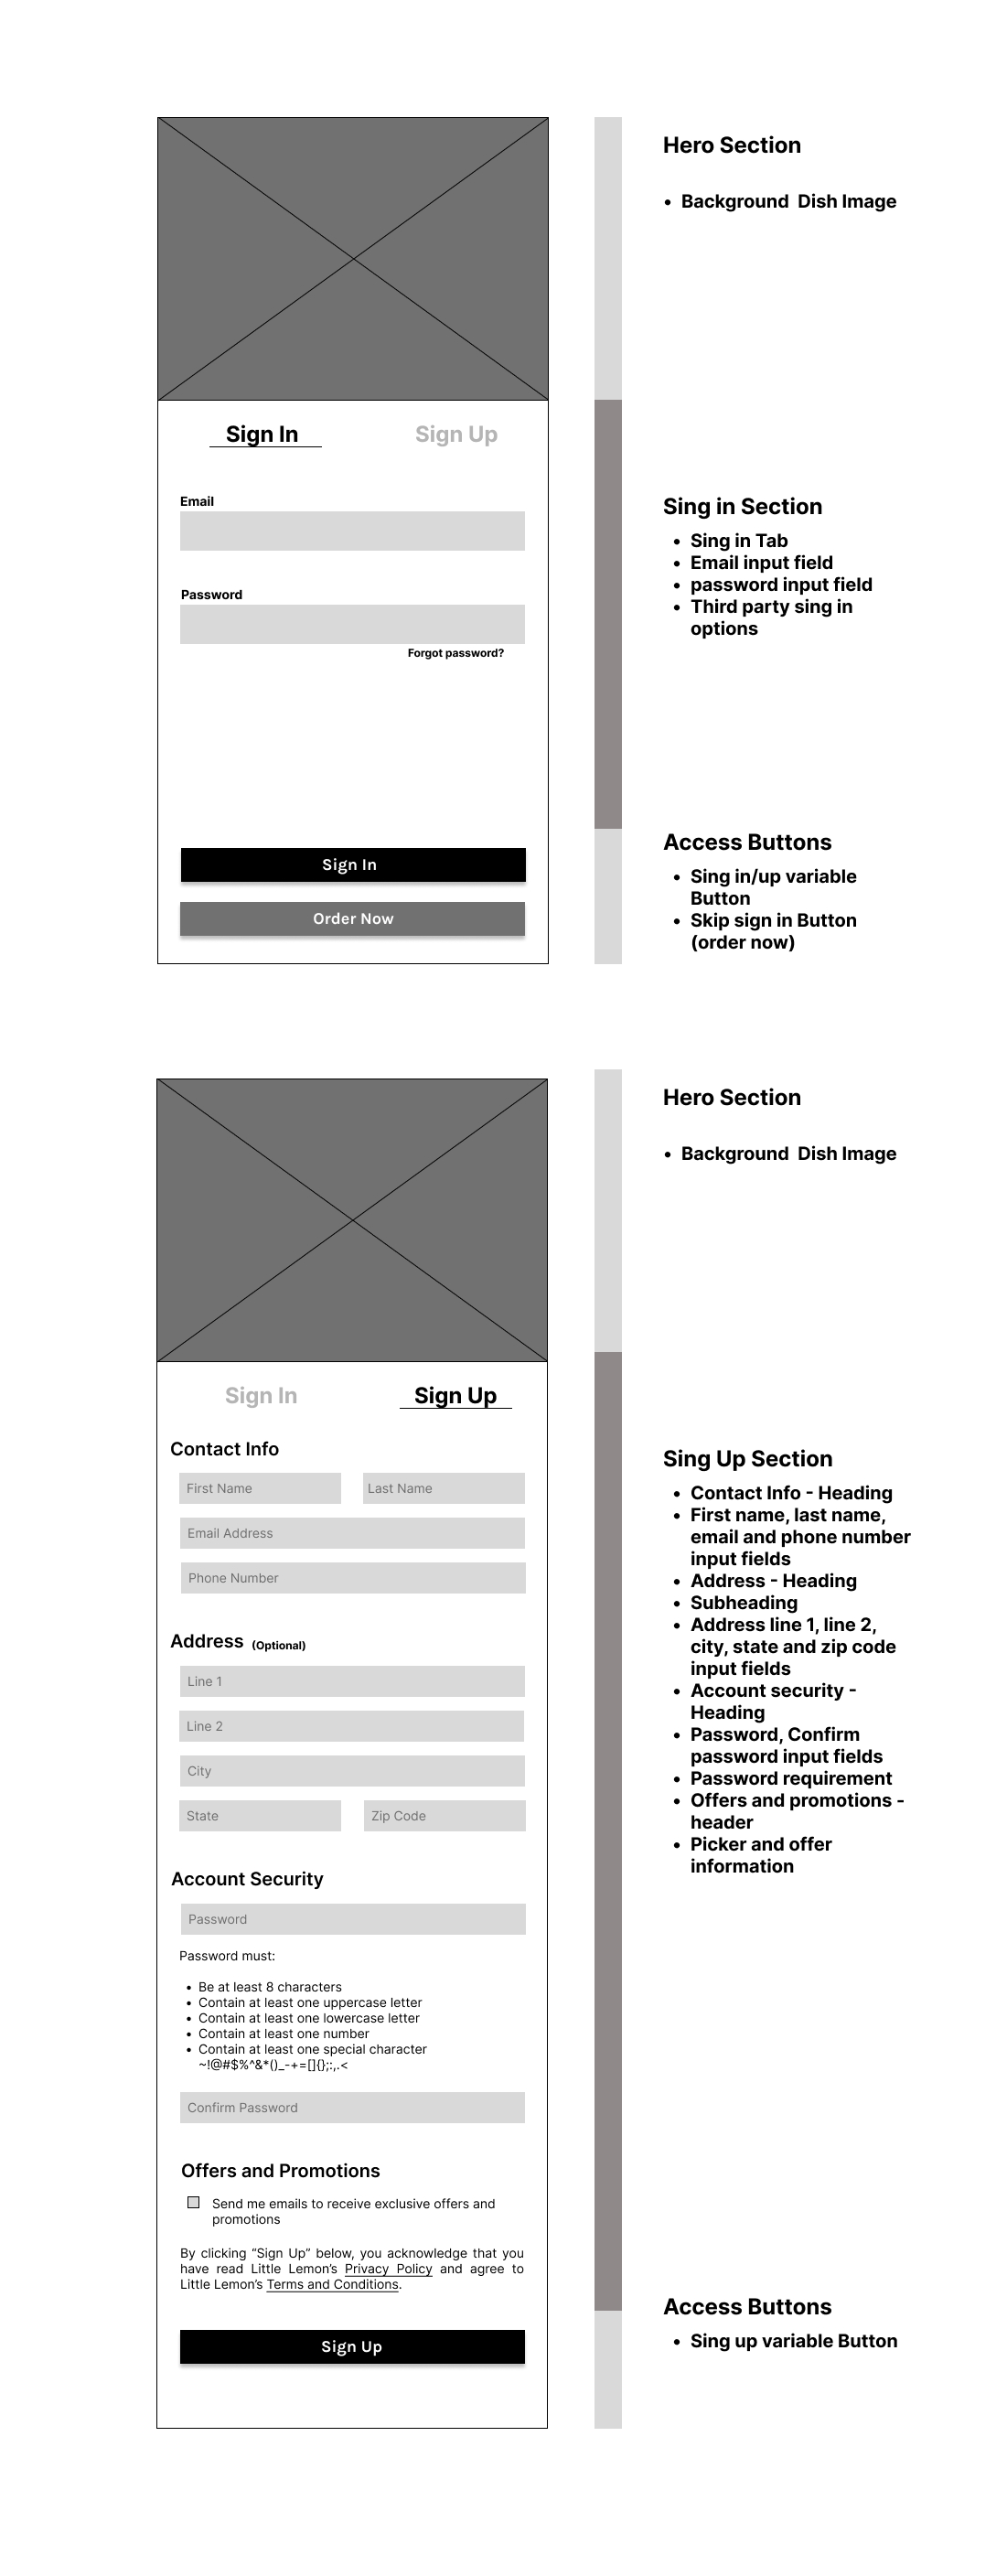 Hero Section
• Background  Dish Image
Sign In
Sign Up
Email
Password
Forgot password?
Sing in Section
• Sing in Tab
• Email input field
• password input field
• Third party sing in
options
Sign In
Order Now
Access Buttons
• Sing in/up variable
Button
• Skip sign in Button
(order now)
Hero Section
• Background  Dish Image
Sign In
Sign Up
Contact Info
First Name
Last Name
Email Address
Phone Number
Address (Optional)
Line 1
Line 2
City
State
Zip Code
Account Security
Password
Password must:
• Be at least 8 characters
• Contain at least one uppercase letter
• Contain at least one lowercase letter
• Contain at least one number
• Contain at least one special character
~!@#$%^&*()_-+=[]{};:,.<
Confirm Password
Offers and Promotions
Send me emails to receive exclusive offers and
promotions
By clicking “Sign Up” below, you acknowledge that you
have read Little Lemon’s Privacy Policy and agree to
Little Lemon’s Terms and Conditions.
Sign Up
Sing Up Section
• Contact Info - Heading
• First name, last name,
email and phone number
input fields
• Address - Heading
• Subheading
• Address line 1, line 2,
city, state and zip code
input fields
• Account security -
Heading
• Password, Confirm
password input fields
• Password requirement
• Offers and promotions -
header
• Picker and offer
information
Access Buttons
• Sing up variable Button